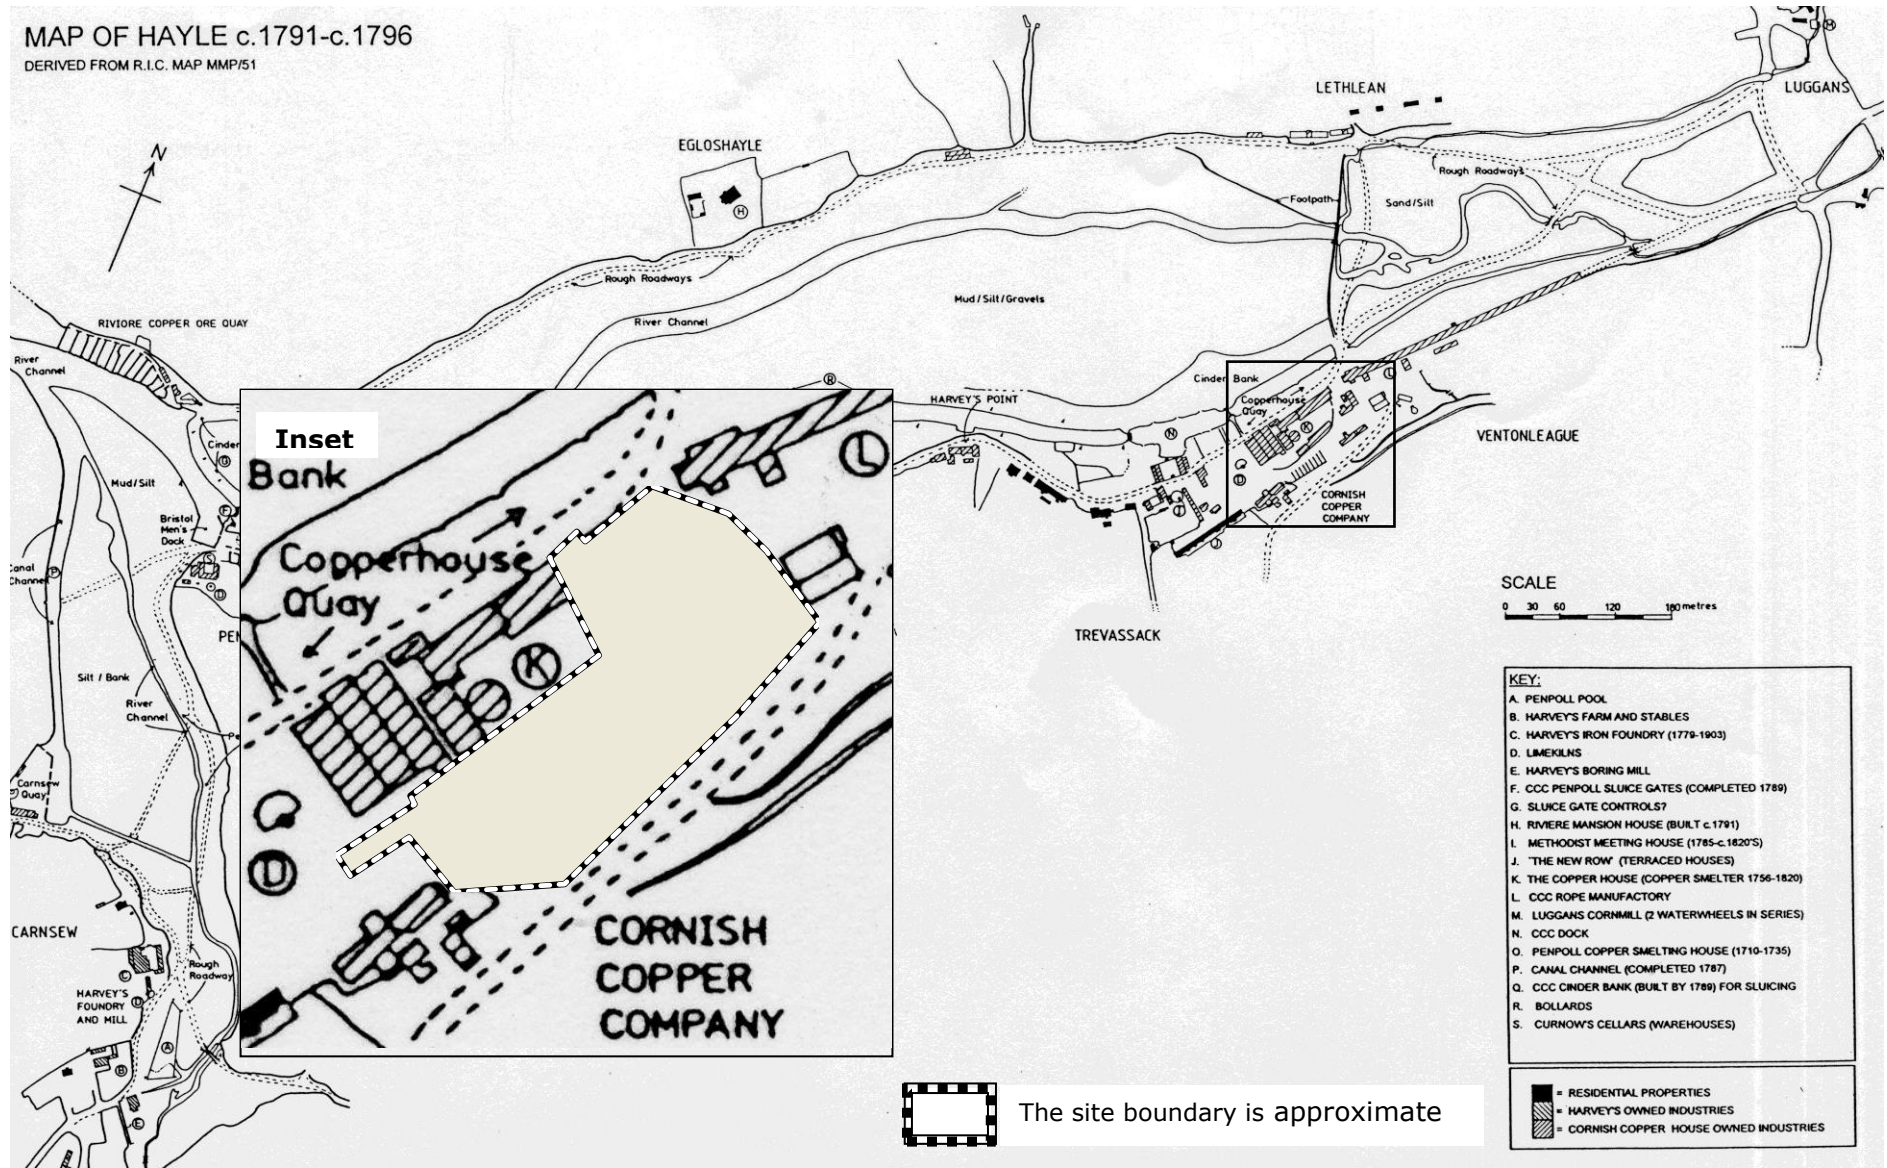 MAP OF HAYLE c.1791-c.1796
DERIVED FROM R.I.C. MAP MMP/51
N
M
LETHLEAN
LUGGANS
EGLOSHAYLE
H
Rough Roadways
Footpath
Sand/Silt
Rough Roadways
River Channel
Mud/Silt/Gravels
RIVIORE COPPER ORE QUAY
River
Channel
R
Cinder Bank
HARVEY'S POINT
Copperhouse
Quay
L
K
N
VENTONLEAGUE
D
CORNISH
COPPER
COMPANY
I
J
TREVASSACK
Cinder
Q
Mud/Silt
F
Bristol
Men's
Dock
S
Canal
Channel
P
D
PEN
Silt / Bank
River
Channel
Pe
Carnsew
Quay
CARNSEW
Rough
Roadway
C
HARVEY'S
FOUNDRY
AND MILL
D
A
B
E
Inset
Bank
L
Copperhouse
Quay
K
D
CORNISH
COPPER
COMPANY
SCALE
0 30 60 120 180 metres
KEY:
A. PENPOLL POOL
B. HARVEY'S FARM AND STABLES
C. HARVEY'S IRON FOUNDRY (1779-1903)
D. LIMEKILNS
E. HARVEY'S BORING MILL
F. CCC PENPOLL SLUICE GATES (COMPLETED 1789)
G. SLUICE GATE CONTROLS?
H. RIVIERE MANSION HOUSE (BUILT c.1791)
I. METHODIST MEETING HOUSE (1785-c.1820'S)
J. 'THE NEW ROW' (TERRACED HOUSES)
K. THE COPPER HOUSE (COPPER SMELTER 1756-1820)
L. CCC ROPE MANUFACTORY
M. LUGGANS CORNMILL (2 WATERWHEELS IN SERIES)
N. CCC DOCK
O. PENPOLL COPPER SMELTING HOUSE (1710-1735)
P. CANAL CHANNEL (COMPLETED 1787)
Q. CCC CINDER BANK (BUILT BY 1789) FOR SLUICING
R. BOLLARDS
S. CURNOW'S CELLARS (WAREHOUSES)
= RESIDENTIAL PROPERTIES
= HARVEY'S OWNED INDUSTRIES
= CORNISH COPPER HOUSE OWNED INDUSTRIES
The site boundary is approximate